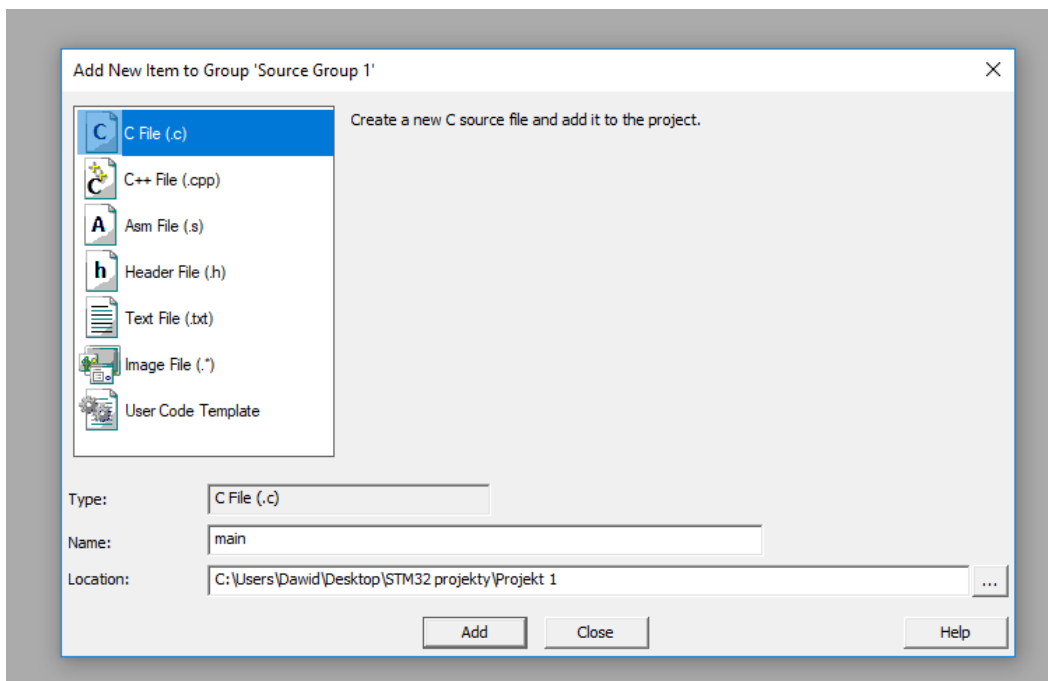 Add New Item to Group 'Source Group 1'
C
C File (.c)
Create a new C source file and add it to the project.
C
C++ File (.cpp)
A
Asm File (.s)
h
Header File (.h)
Text File (.txt)
Image File (.*)
User Code Template
Type:
C File (.c)
Name:
main
Location:
C:\Users\Dawid\Desktop\STM32 projekty\Projekt 1
...
Add
Close
Help